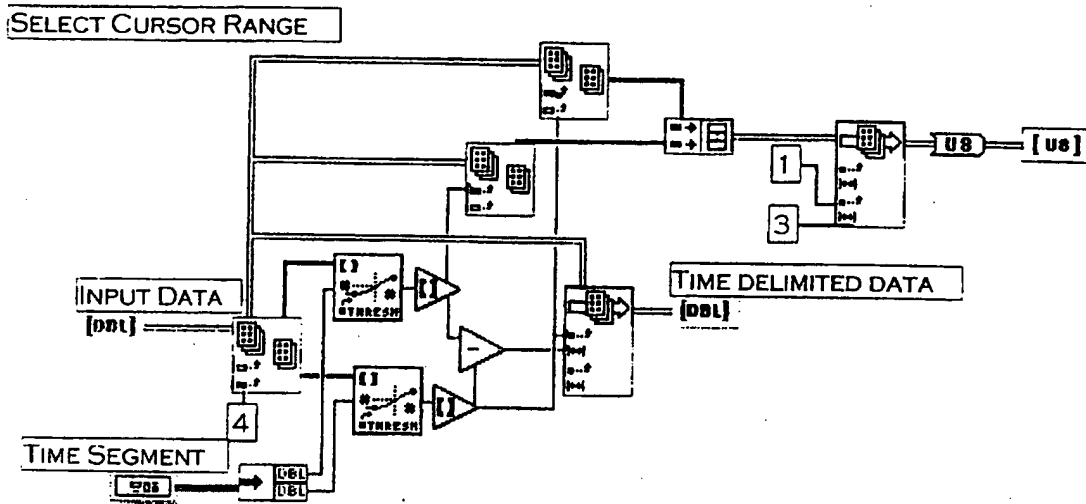 SELECT CURSOR RANGE
U8
[U8]
1
3
INPUT DATA
[DBL]
TIME DELIMITED DATA
[DBL]
[ ]
#
#
[ ]
-
[ ]
#
#
[ ]
4
TIME SEGMENT
DBL
DBL